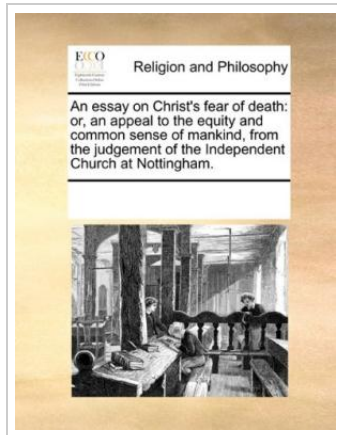 ECCO
Religion and Philosophy
An essay on Christ's fear of death:
or, an appeal to the equity and
common sense of mankind, from
the judgement of the Independent
Church at Nottingham.